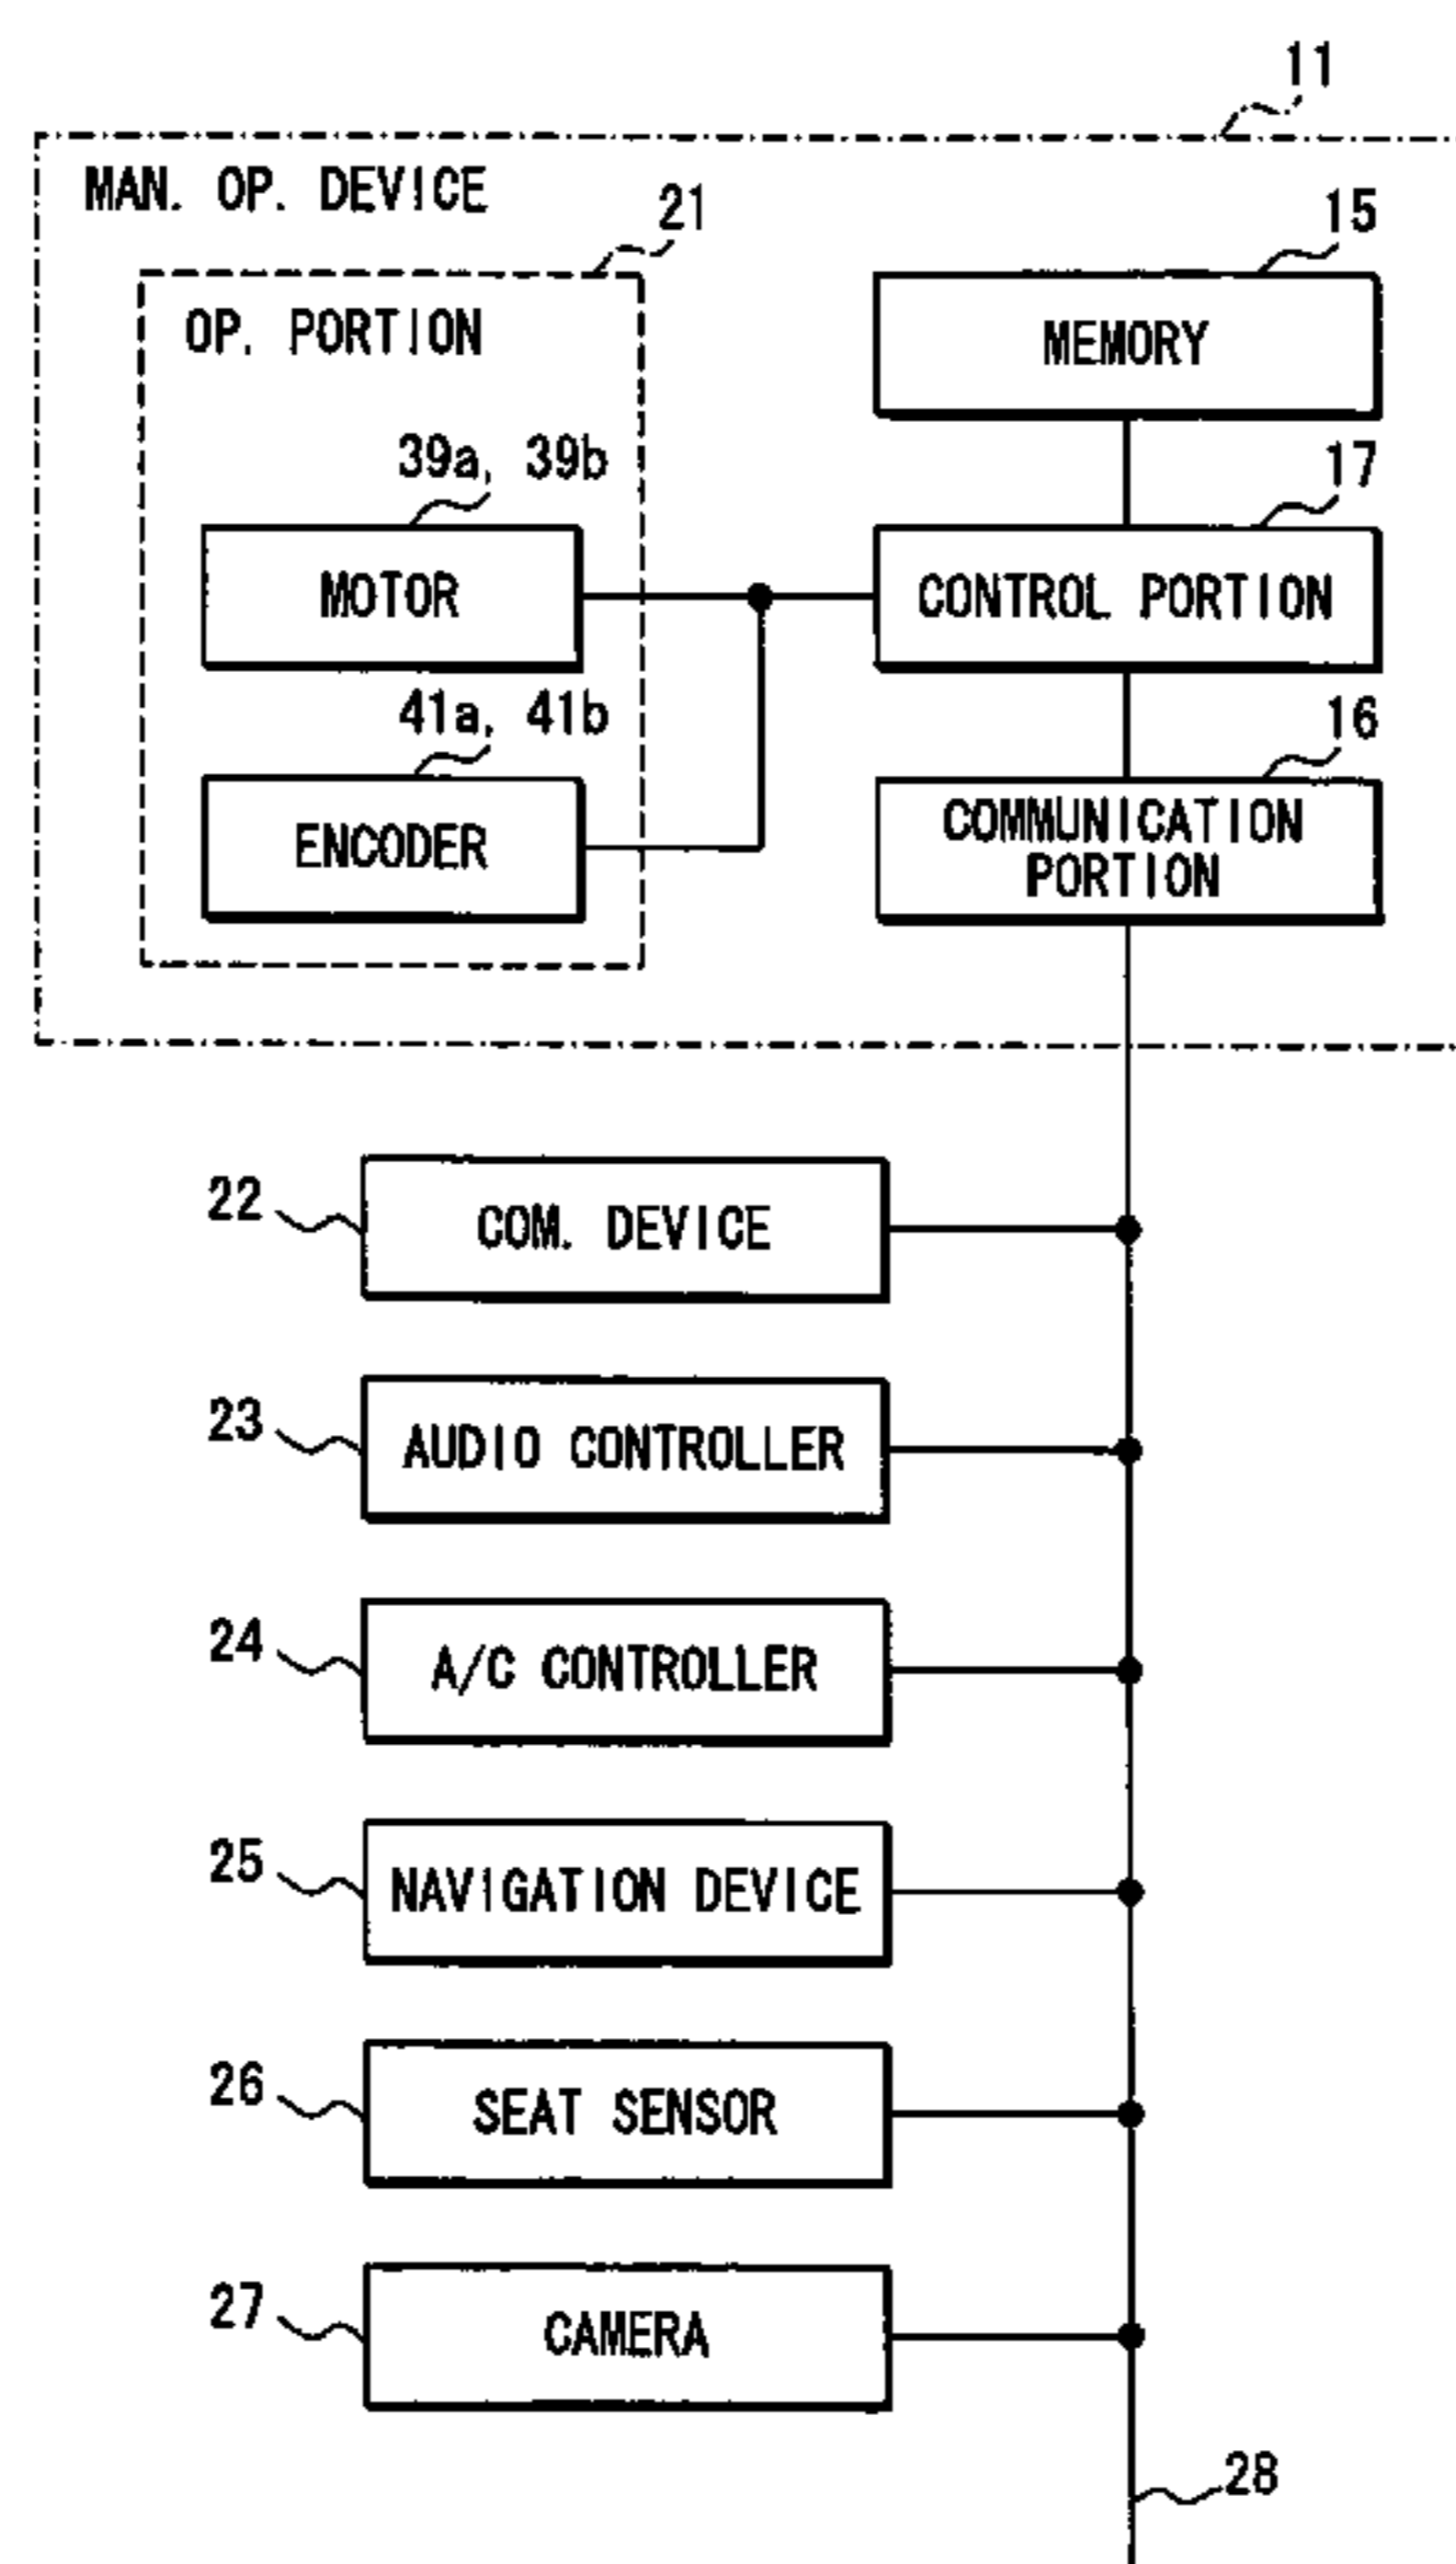 11
MAN. OP. DEVICE
21
15
OP. PORTION
MEMORY
39a, 39b
17
MOTOR
CONTROL PORTION
41a, 41b
16
ENCODER
COMMUNICATION
PORTION
22
COM. DEVICE
23
AUDIO CONTROLLER
24
A/C CONTROLLER
25
NAVIGATION DEVICE
26
SEAT SENSOR
27
CAMERA
28